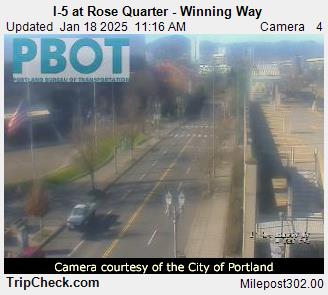 I-5 at Rose Quarter - Winning Way
Updated Jan 18 2025 11:16 AM Camera 4
PBOT
PORTLAND BUREAU OF TRANSPORTATION
Camera courtesy of the City of Portland
TripCheck.com Milepost302.00